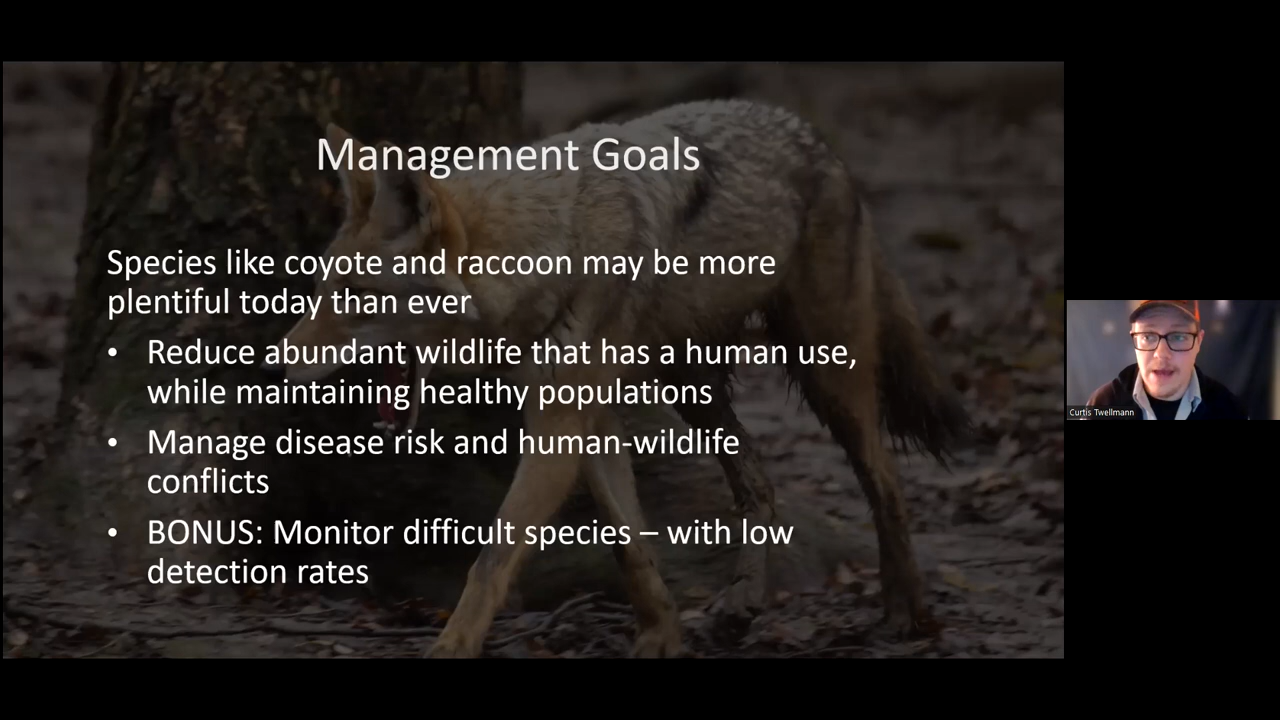 Management Goals
Species like coyote and raccoon may be more
plentiful today than ever
• Reduce abundant wildlife that has a human use,
while maintaining healthy populations
• Manage disease risk and human-wildlife
conflicts
• BONUS: Monitor difficult species – with low
detection rates
Curtis Twellmann